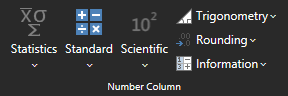 Statistics
Standard
Scientific
Trigonometry
Rounding
Information
Number Column